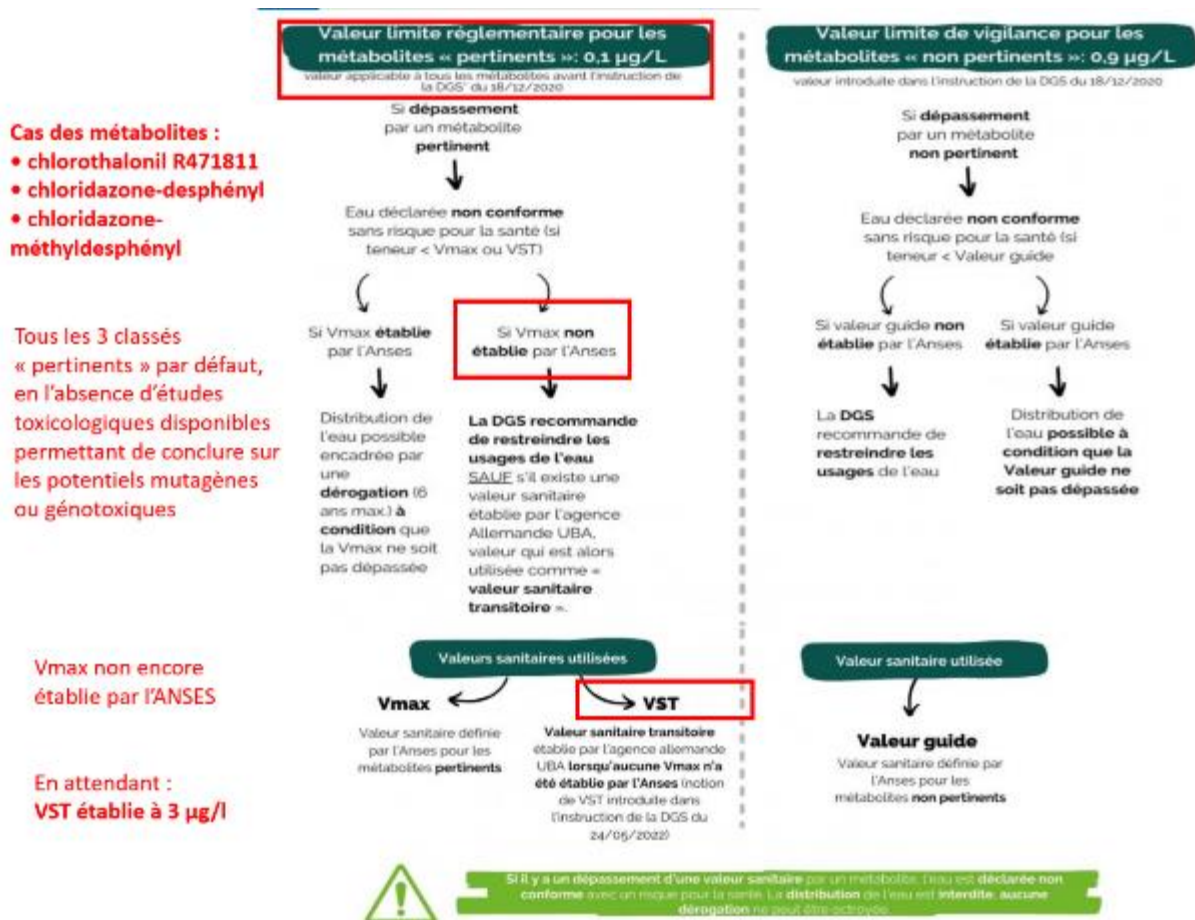 Valeur limite réglementaire pour les
métabolites « pertinents »: 0,1 µg/L
valeur applicable à tous les métabolites avant l'instruction de
la DGS* du 18/12/2020
Si dépassement
par un métabolite
pertinent
Eau déclarée non conforme
sans risque pour la santé (si
teneur < Vmax ou VST)
Si Vmax établie
par l'Anses
Distribution de
l'eau possible
encadrée par
une
dérogation (6
ans max.) à
condition que
la Vmax ne soit
pas dépassée
Si Vmax non
établie par l'Anses
La DGS recommande
de restreindre les
usages de l'eau
SAUF s'il existe une
valeur sanitaire
établie par l'agence
Allemande UBA,
valeur qui est alors
utilisée comme «
valeur sanitaire
transitoire ».
Valeurs sanitaires utilisées
Vmax
Valeur sanitaire définie
par l'Anses pour les
métabolites pertinents
VST
Valeur sanitaire transitoire
établie par l'agence allemande
UBA lorsqu'aucune Vmax n'a
été établie par l'Anses (notion
de VST introduite dans
l'instruction de la DGS du
24/05/2022)
Cas des métabolites :
• chlorothalonil R471811
• chloridazone-desphényl
• chloridazone-
méthyldesphényl
Tous les 3 classés
« pertinents » par défaut,
en l'absence d'études
toxicologiques disponibles
permettant de conclure sur
les potentiels mutagènes
ou génotoxiques
Vmax non encore
établie par l'ANSES
En attendant :
VST établie à 3 µg/l
Valeur limite de vigilance pour les
métabolites « non pertinents »: 0,9 µg/L
valeur introduite dans l'instruction de la DGS du 18/12/2020
Si dépassement
par un métabolite
non pertinent
Eau déclarée non conforme
sans risque pour la santé (si
teneur < Valeur guide
Si valeur guide non
établie par l'Anses
La DGS
recommande de
restreindre les
usages de l'eau
Si valeur guide
établie par l'Anses
Distribution de
l'eau possible à
condition que la
Valeur guide ne
soit pas dépassée
Valeur sanitaire utilisée
Valeur guide
Valeur sanitaire définie par
l'Anses pour les
métabolites non pertinents
Si il y a un dépassement d'une valeur sanitaire par un métabolite, l'eau est déclarée non
conforme avec un risque pour la santé. La distribution de l'eau est interdite, aucune
dérogation ne peut être octroyée.